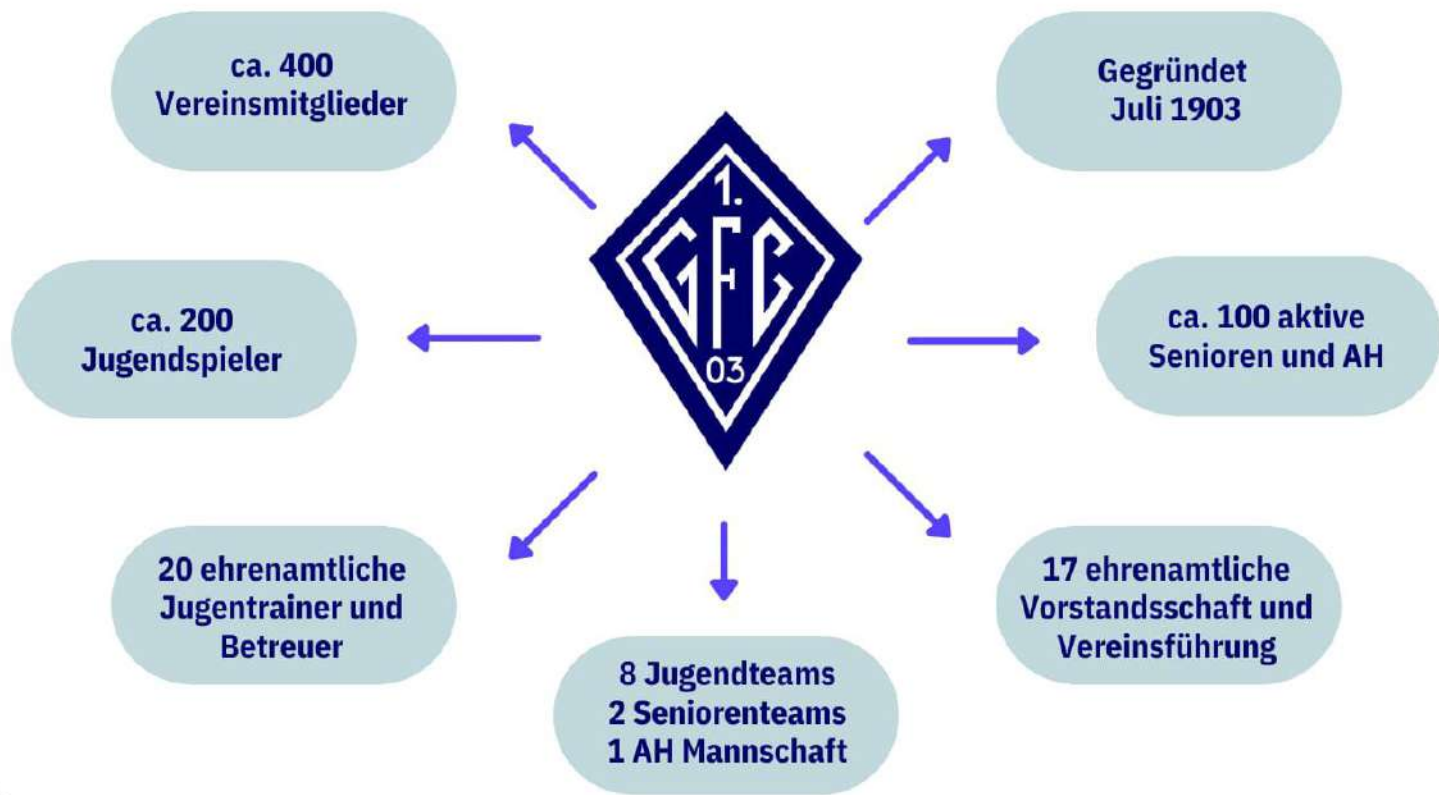 ca. 400
Vereinsmitglieder
Gegründet
Juli 1903
1.
GFC
03
ca. 200
Jugendspieler
ca. 100 aktive
Senioren und AH
20 ehrenamtliche
Jugentrainer und
Betreuer
17 ehrenamtliche
Vorstandsschaft und
Vereinsführung
8 Jugendteams
2 Seniorenteams
1 AH Mannschaft